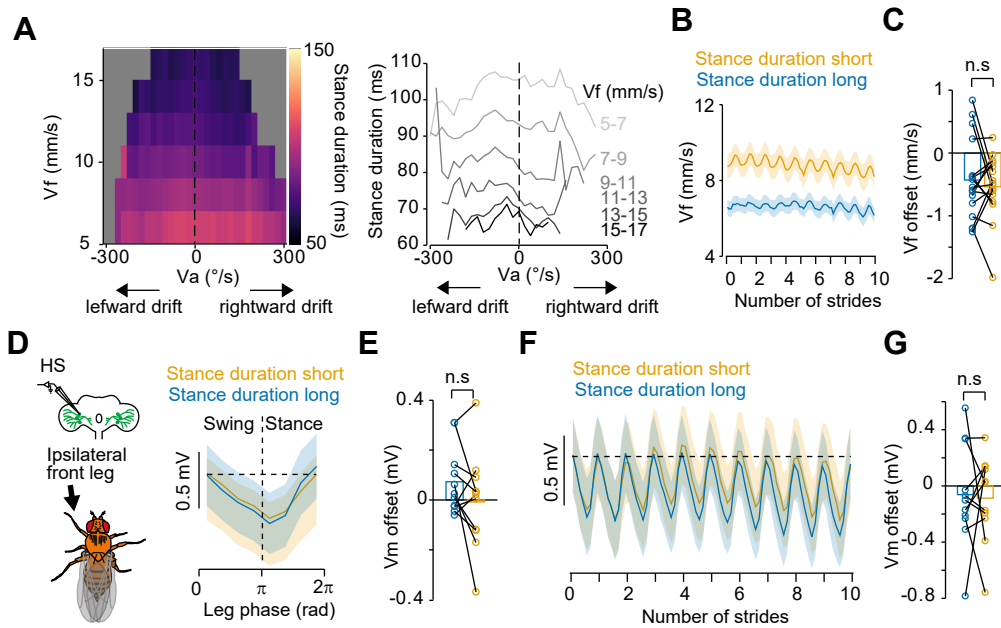 A
Vf (mm/s)
15
10
5
-300
0
300
Va (°/s)
lefward drift
rightward drift
150
50
Stance duration (ms)
Stance duration (ms)
110
100
90
80
70
60
-300
0
300
Va (°/s)
lefward drift
rightward drift
Vf (mm/s)
5-7
7-9
9-11
11-13
13-15
15-17
B
Stance duration short
Stance duration long
Vf (mm/s)
12
8
4
0 2 4 6 8 10
Number of strides
C
n.s
Vf offset (mm/s)
1
0
-1
-2
D
HS
Ipsilateral
front leg
Stance duration short
Stance duration long
Swing Stance
0.5 mV
0 π 2π
Leg phase (rad)
E
n.s
Vm offset (mV)
0.4
0
-0.4
F
Stance duration short
Stance duration long
0.5 mV
0 2 4 6 8 10
Number of strides
G
n.s
Vm offset (mV)
0.4
0
-0.4
-0.8